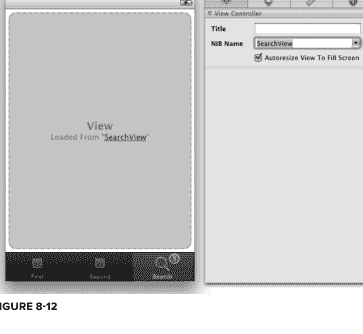 View
Loaded From "SearchView"
First
Second
Search
View Controller
Title
NIB Name
SearchView
Autoresize View To Fill Screen
IGURE 8-12